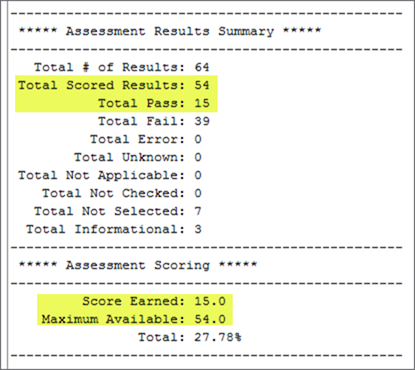 ***** Assessment Results Summary *****
Total # of Results: 64
Total Scored Results: 54
Total Pass: 15
Total Fail: 39
Total Error: 0
Total Unknown: 0
Total Not Applicable: 0
Total Not Checked: 0
Total Not Selected: 7
Total Informational: 3
***** Assessment Scoring *****
Score Earned: 15.0
Maximum Available: 54.0
Total: 27.78%